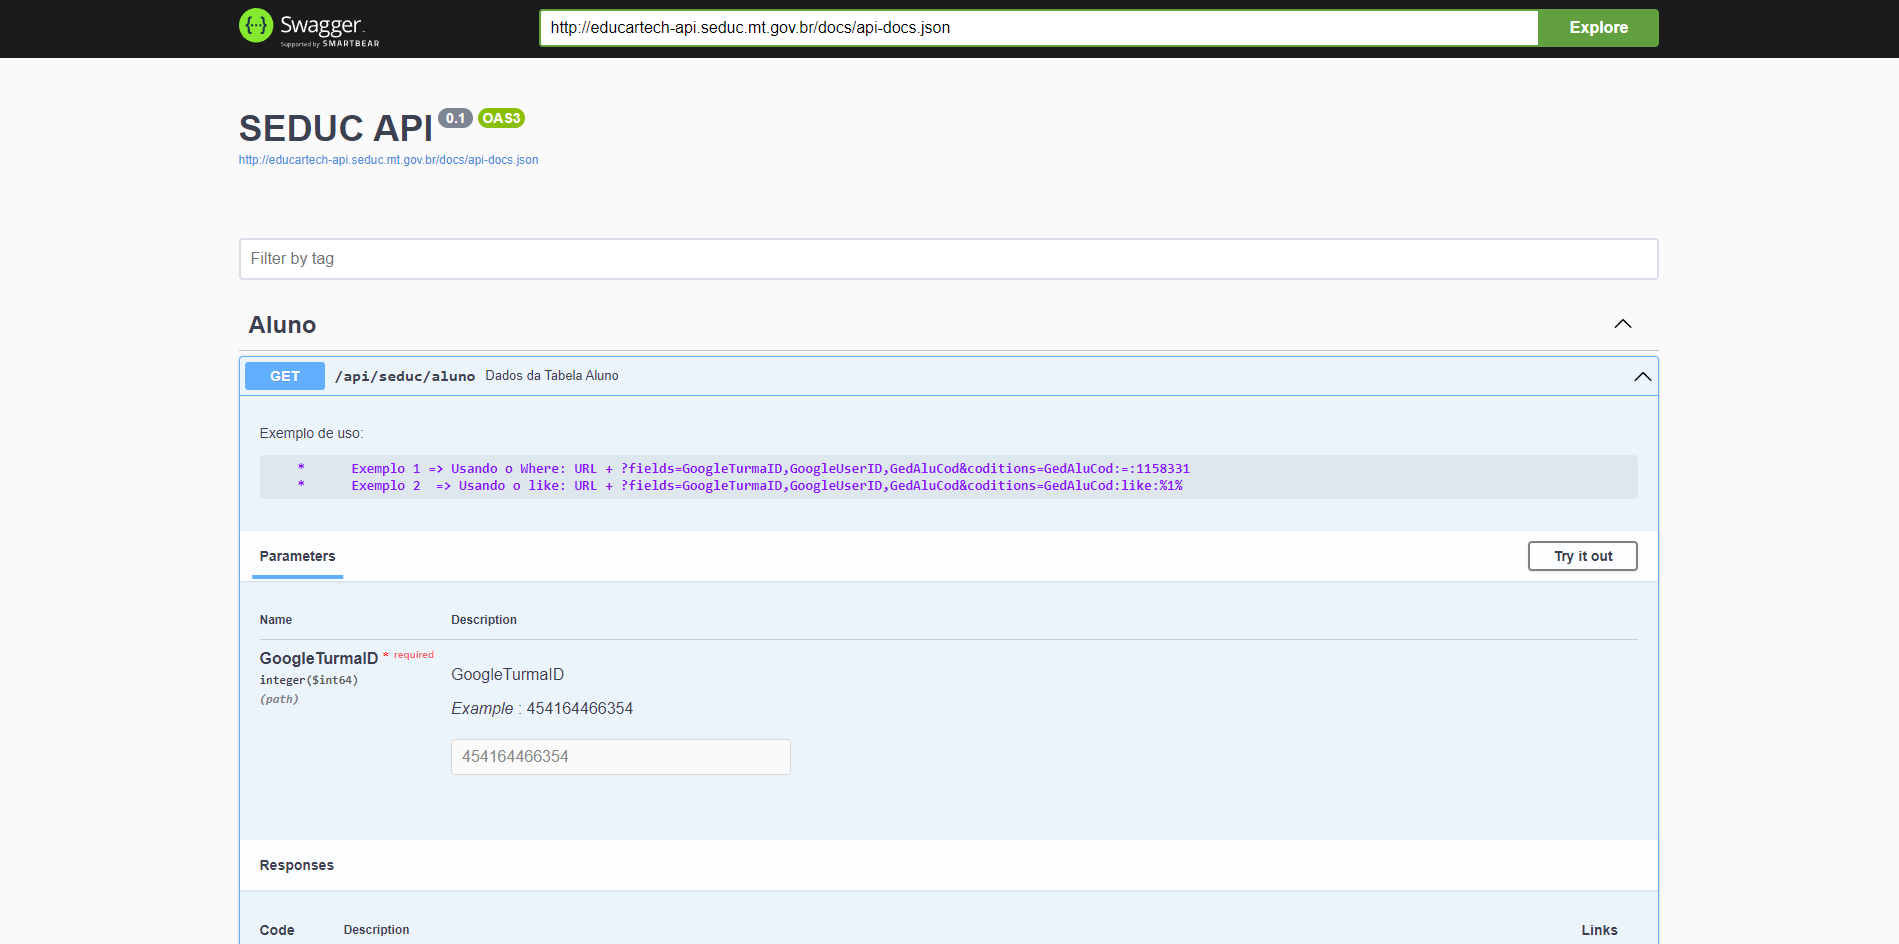 Swagger.
Supported by SMARTBEAR
http://educartech-api.seduc.mt.gov.br/docs/api-docs.json
Explore
SEDUC API 0.1 OAS3
http://educartech-api.seduc.mt.gov.br/docs/api-docs.json
Filter by tag
Aluno
GET /api/seduc/aluno Dados da Tabela Aluno
Exemplo de uso:
* Exemplo 1 => Usando o Where: URL + ?fields=GoogleTurmaID,GoogleUserID,GedAluCod&coditions=GedAluCod:=:1158331
* Exemplo 2 => Usando o like: URL + ?fields=GoogleTurmaID,GoogleUserID,GedAluCod&coditions=GedAluCod:like:%1%
Parameters
Try it out
Name Description
GoogleTurmaID * required
integer($int64)
(path)
GoogleTurmaID
Example : 454164466354
454164466354
Responses
Code Description Links